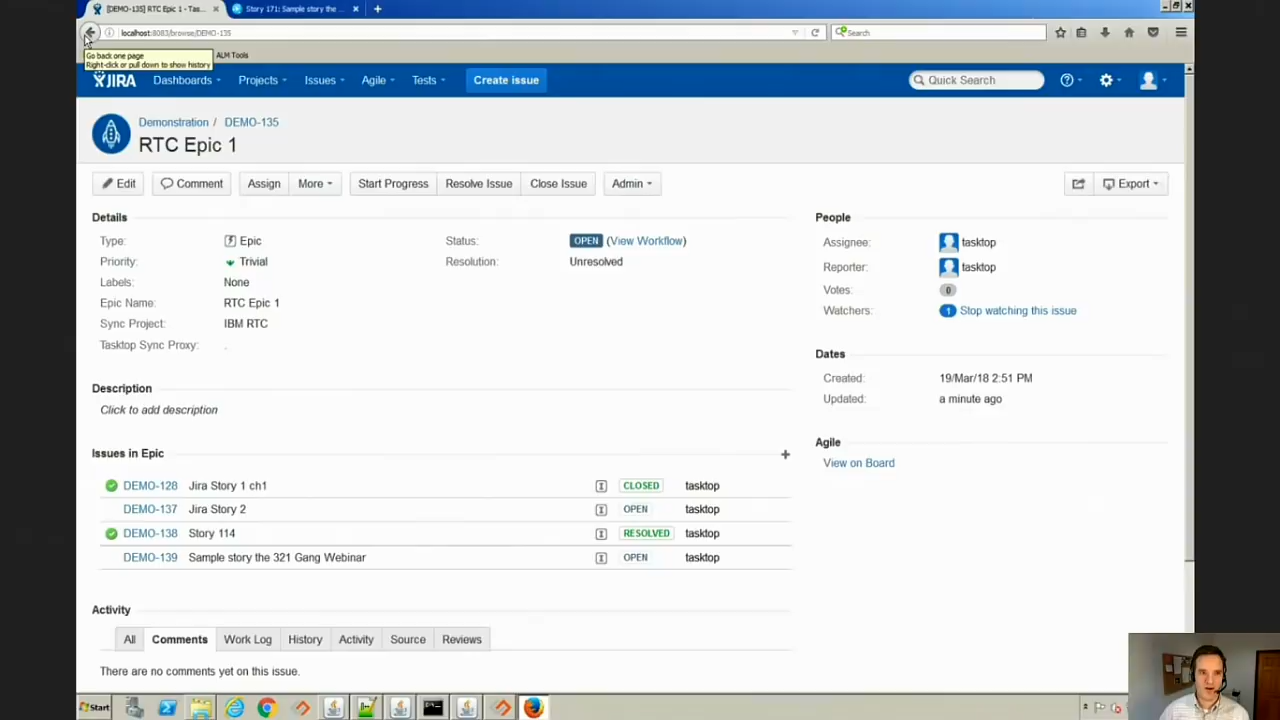 [DEMO-135] RTC Epic 1 - Tas...
Story 171: Sample story the ...
localhost:8083/browse/DEMO-135
Search
Go back one page
Right-click or pull down to show history
ALM Tools
JIRA
Dashboards
Projects
Issues
Agile
Tests
Create issue
Quick Search
Demonstration / DEMO-135
RTC Epic 1
Edit
Comment
Assign
More
Start Progress
Resolve Issue
Close Issue
Admin
Export
Details
Type: Epic
Priority: Trivial
Labels: None
Epic Name: RTC Epic 1
Sync Project: IBM RTC
Tasktop Sync Proxy: .
Status: OPEN (View Workflow)
Resolution: Unresolved
Description
Click to add description
Issues in Epic
DEMO-128 Jira Story 1 ch1 CLOSED tasktop
DEMO-137 Jira Story 2 OPEN tasktop
DEMO-138 Story 114 RESOLVED tasktop
DEMO-139 Sample story the 321 Gang Webinar OPEN tasktop
Activity
All
Comments
Work Log
History
Activity
Source
Reviews
There are no comments yet on this issue.
People
Assignee: tasktop
Reporter: tasktop
Votes: 0
Watchers: 1 Stop watching this issue
Dates
Created: 19/Mar/18 2:51 PM
Updated: a minute ago
Agile
View on Board
Start